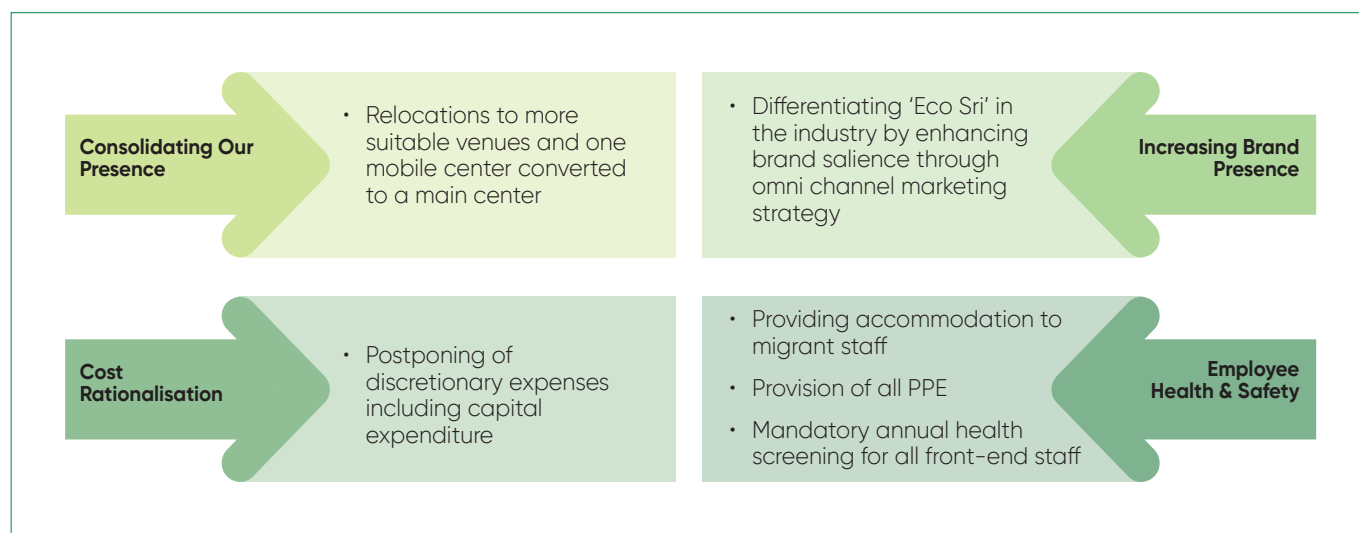 Consolidating Our
Presence
• Relocations to more
suitable venues and one
mobile center converted
to a main center
• Differentiating ‘Eco Sri’ in
the industry by enhancing
brand salience through
omni channel marketing
strategy
Increasing Brand
Presence
Cost
Rationalisation
• Postponing of
discretionary expenses
including capital
expenditure
• Providing accommodation to
migrant staff
• Provision of all PPE
• Mandatory annual health
screening for all front-end staff
Employee
Health & Safety